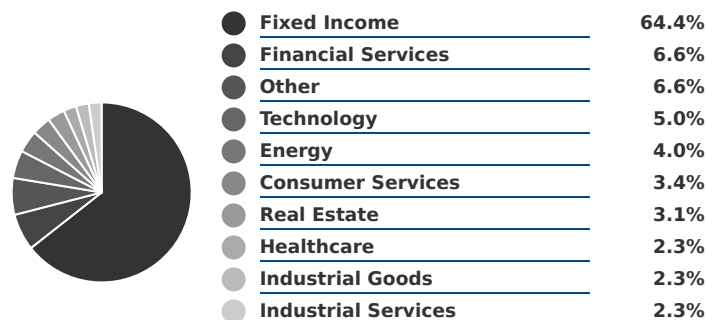 Fixed Income 64.4%
Financial Services 6.6%
Other 6.6%
Technology 5.0%
Energy 4.0%
Consumer Services 3.4%
Real Estate 3.1%
Healthcare 2.3%
Industrial Goods 2.3%
Industrial Services 2.3%